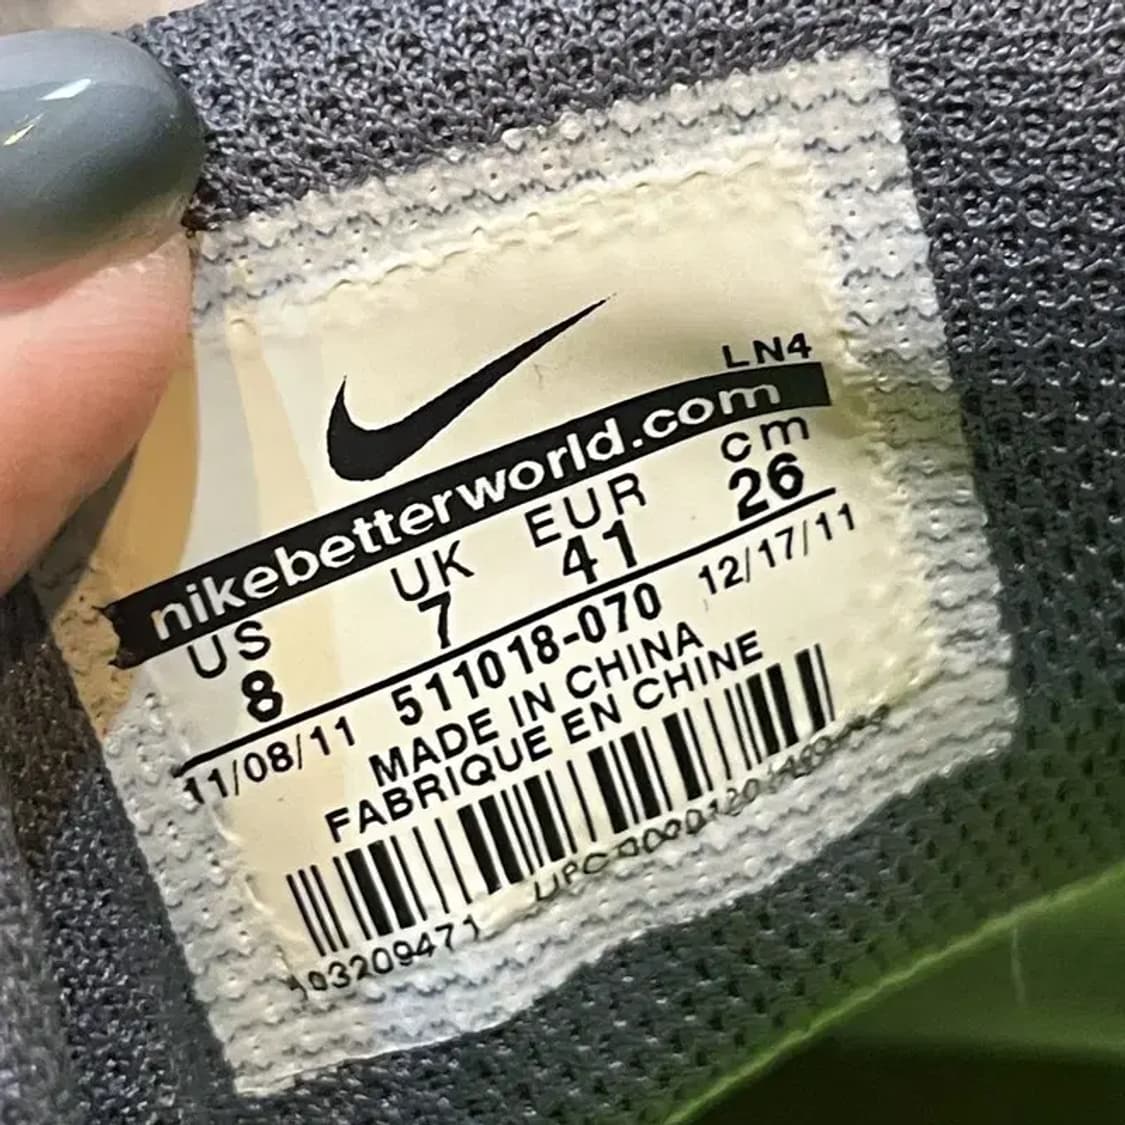 LN4
nikebetterworld.com
US UK EUR cm
8 7 41 26
11/08/11 511018-070 12/17/11
MADE IN CHINA
FABRIQUE EN CHINE